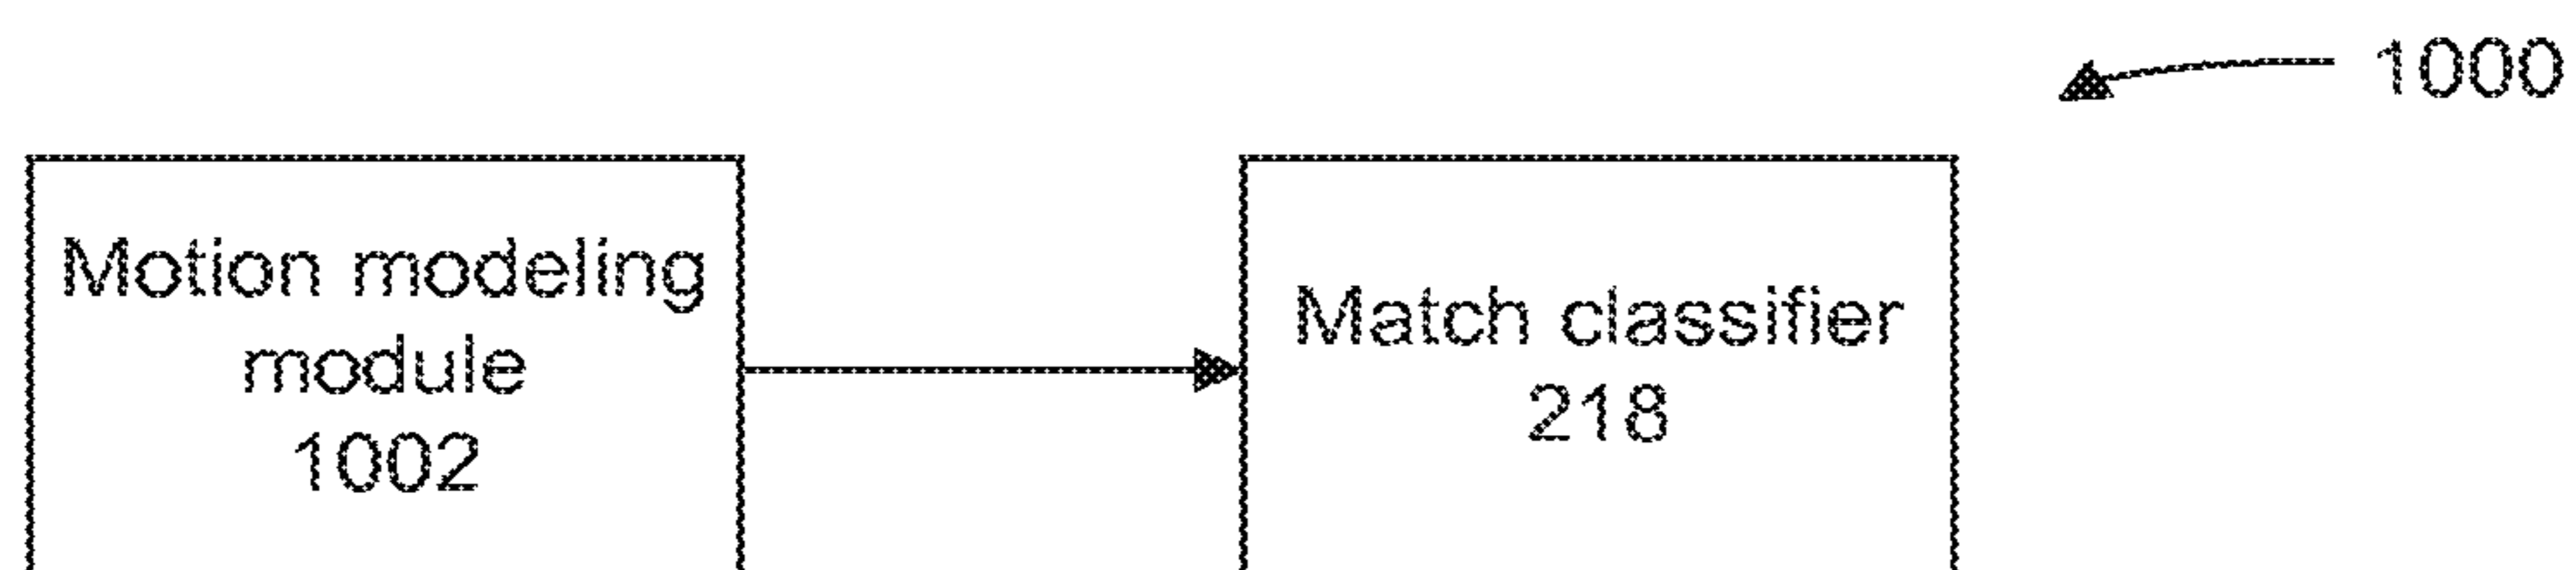 1000
Motion modeling
module
1002
Match classifier
218